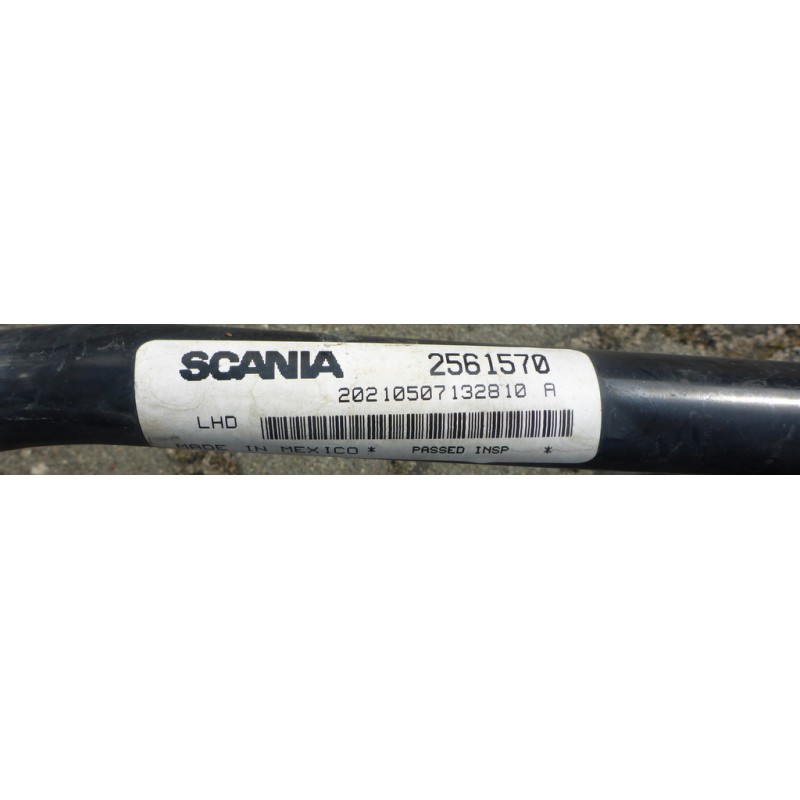 SCANIA 2561570
20210507132810 A
LHD
MADE IN MEXICO * PASSED INSP *